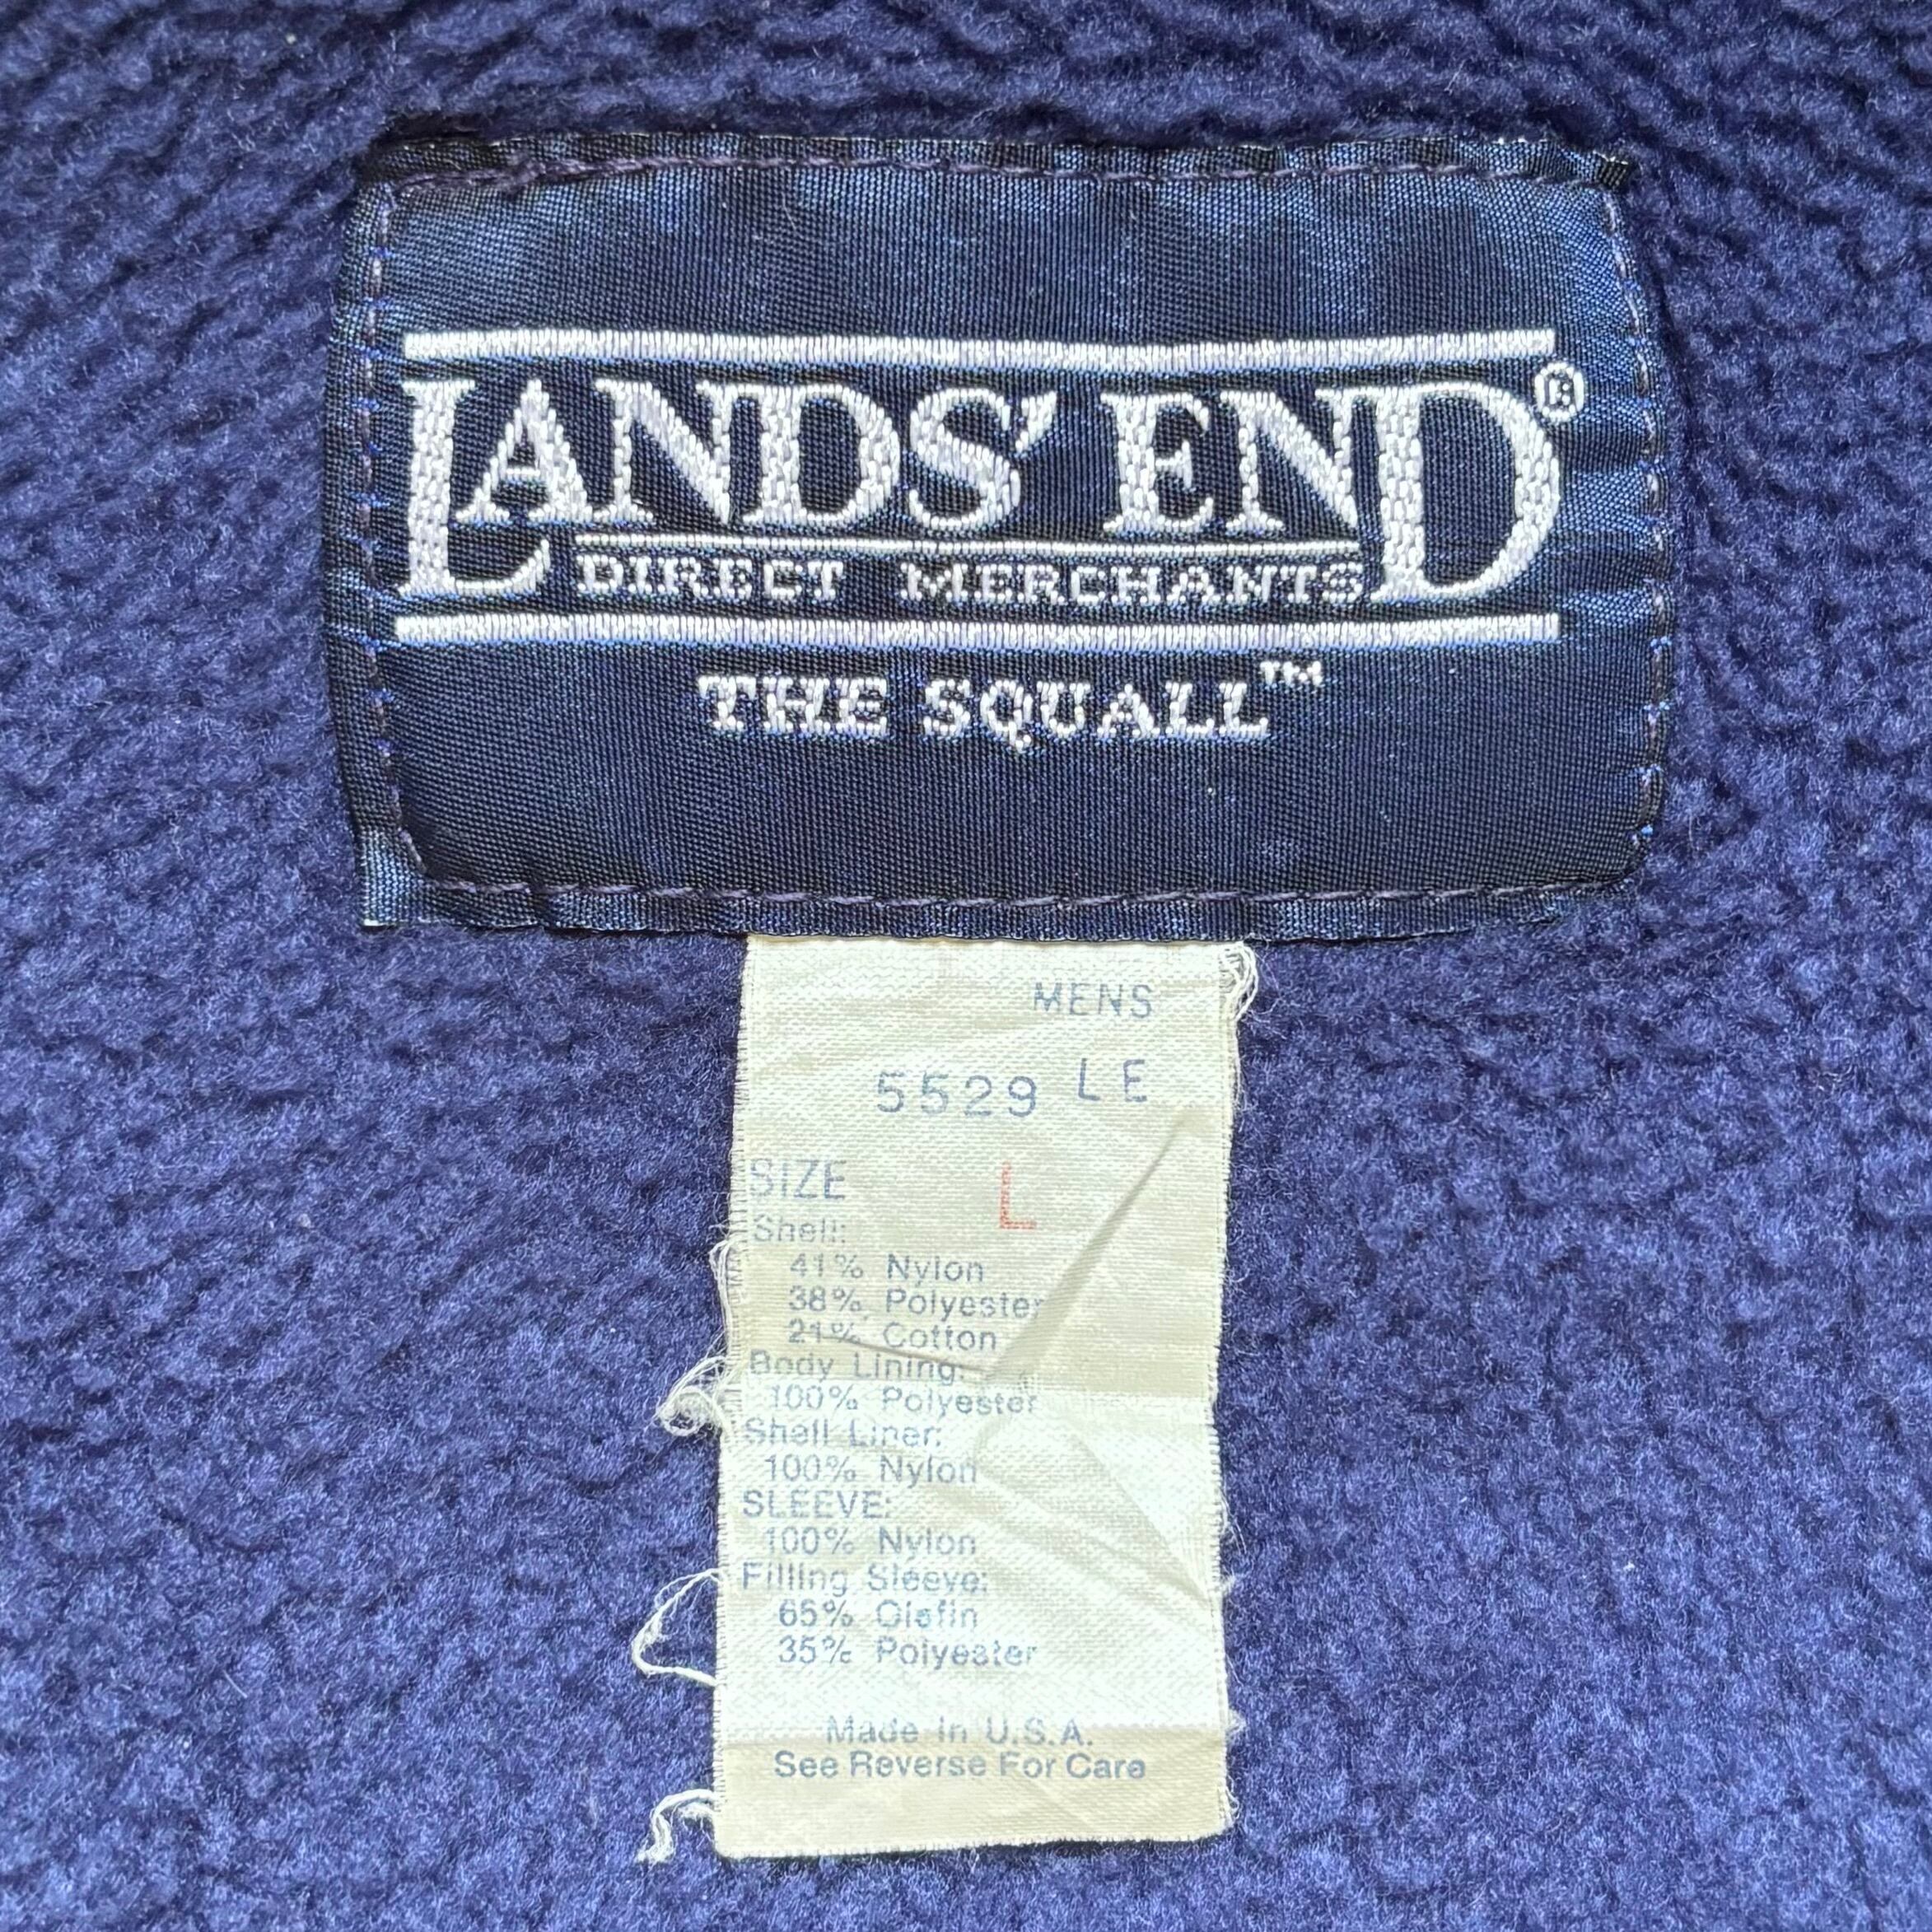 LANDS' END®
DIRECT MERCHANTS
THE SQUALL™
MENS
5529 LE
SIZE L
Shell:
41% Nylon
38% Polyester
21% Cotton
Body Lining:
100% Polyester
Shell Liner:
100% Nylon
SLEEVE:
100% Nylon
Filling Sleeve:
65% Olefin
35% Polyester
Made In U.S.A.
See Reverse For Care